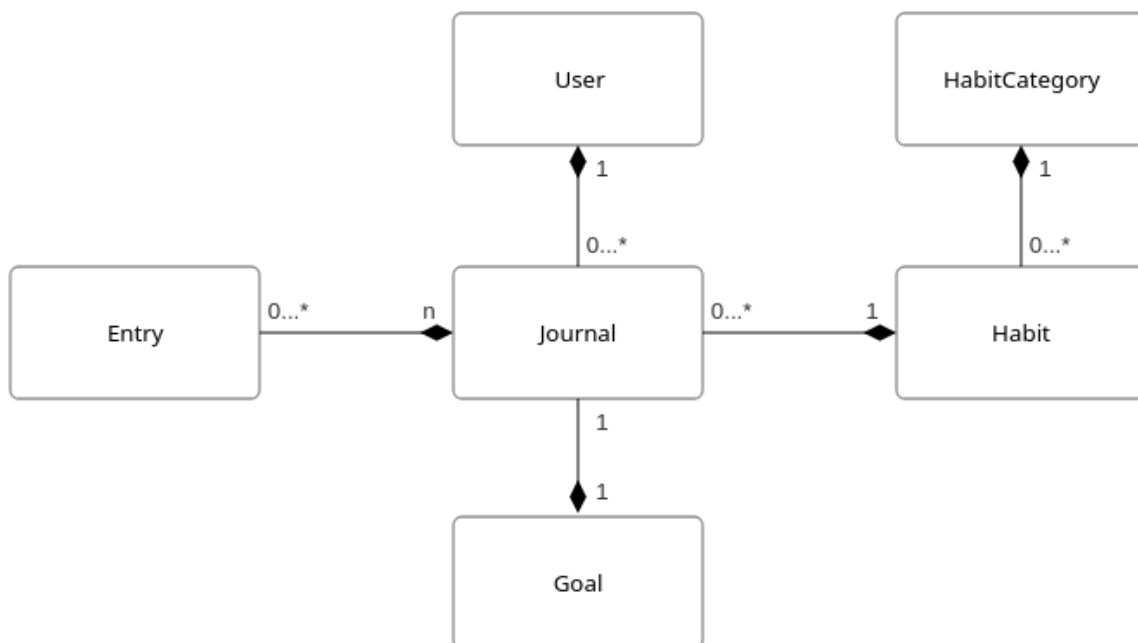 User
HabitCategory
1
1
0...*
0...*
Entry
0...*
n
Journal
0...*
1
Habit
1
1
Goal